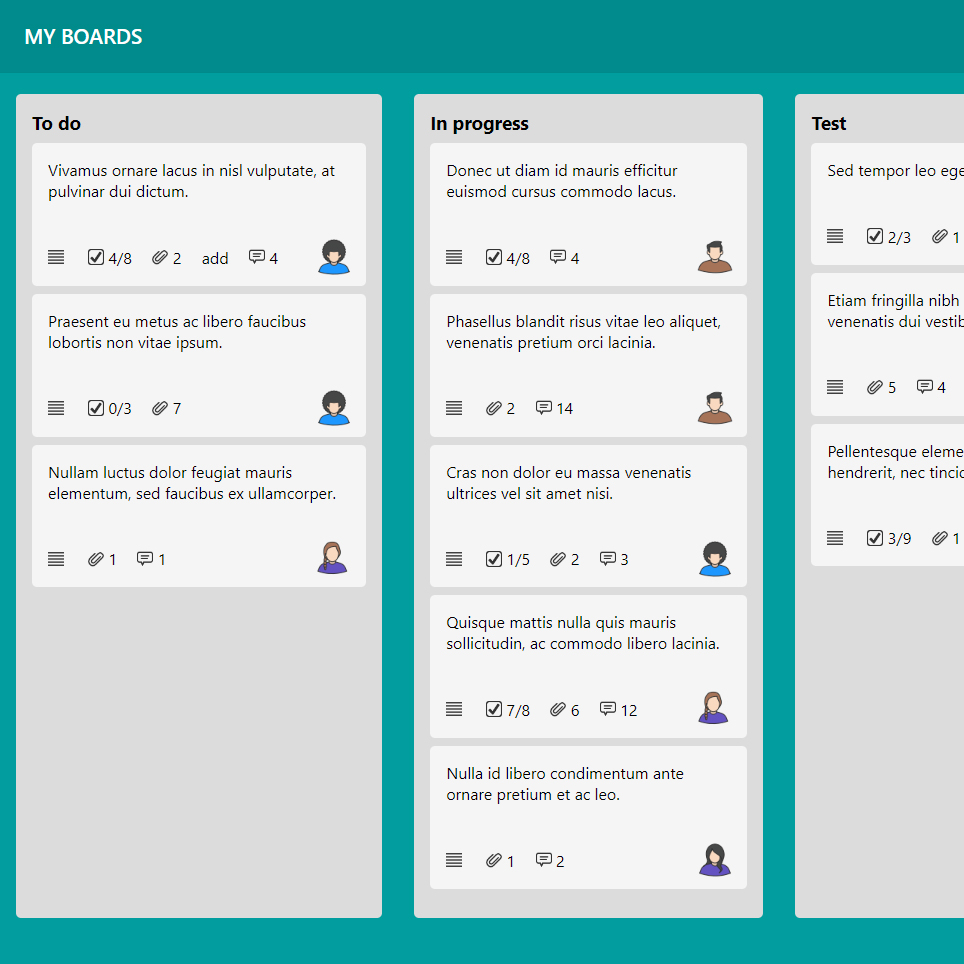 MY BOARDS
To do
Vivamus ornare lacus in nisl vulputate, at
pulvinar dui dictum.
4/8 2 add 4
Praesent eu metus ac libero faucibus
lobortis non vitae ipsum.
0/3 7
Nullam luctus dolor feugiat mauris
elementum, sed faucibus ex ullamcorper.
1 1
In progress
Donec ut diam id mauris efficitur
euismod cursus commodo lacus.
4/8 4
Phasellus blandit risus vitae leo aliquet,
venenatis pretium orci lacinia.
2 14
Cras non dolor eu massa venenatis
ultrices vel sit amet nisi.
1/5 2 3
Quisque mattis nulla quis mauris
sollicitudin, ac commodo libero lacinia.
7/8 6 12
Nulla id libero condimentum ante
ornare pretium et ac leo.
1 2
Test
Sed tempor leo ege
2/3 1
Etiam fringilla nibh
venenatis dui vestib
5 4
Pellentesque eleme
hendrerit, nec tincid
3/9 1